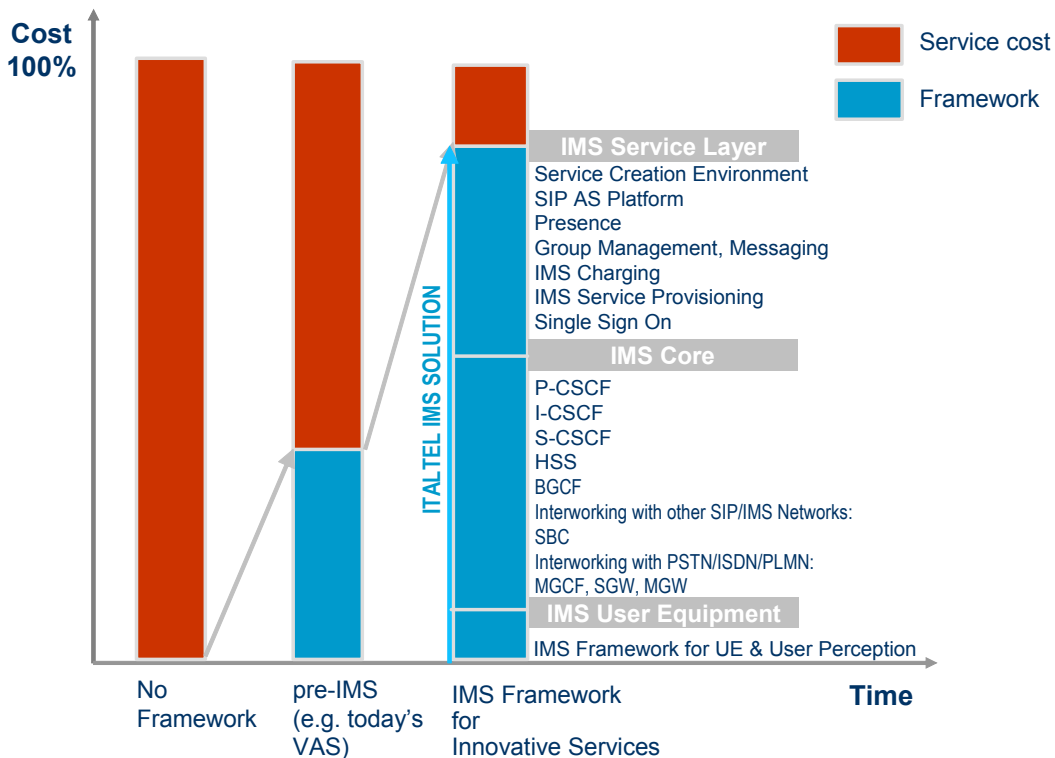 Cost
100%
Service cost
Framework
IMS Service Layer
Service Creation Environment
SIP AS Platform
Presence
Group Management, Messaging
IMS Charging
IMS Service Provisioning
Single Sign On
ITALTEL IMS SOLUTION
IMS Core
P-CSCF
I-CSCF
S-CSCF
HSS
BGCF
Interworking with other SIP/IMS Networks:
SBC
Interworking with PSTN/ISDN/PLMN:
MGCF, SGW, MGW
IMS User Equipment
IMS Framework for UE & User Perception
No
Framework
pre-IMS
(e.g. today's
VAS)
IMS Framework
for
Innovative Services
Time